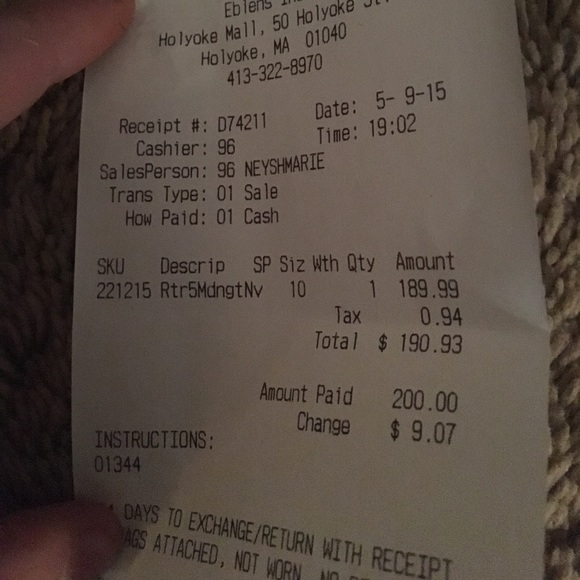 Eblens
Holyoke Mall, 50 Holyoke St.
Holyoke, MA 01040
413-322-8970
Receipt #: D74211 Date: 5- 9-15
Cashier: 96 Time: 19:02
SalesPerson: 96 NEYSHMARIE
Trans Type: 01 Sale
How Paid: 01 Cash
SKU Descrip SP Siz Wth Qty Amount
221215 Rtr5MdngtNv 10 1 189.99
Tax 0.94
Total $ 190.93
Amount Paid 200.00
Change $ 9.07
INSTRUCTIONS:
01344
DAYS TO EXCHANGE/RETURN WITH RECEIPT
ATTACHED, NOT WORN. NO